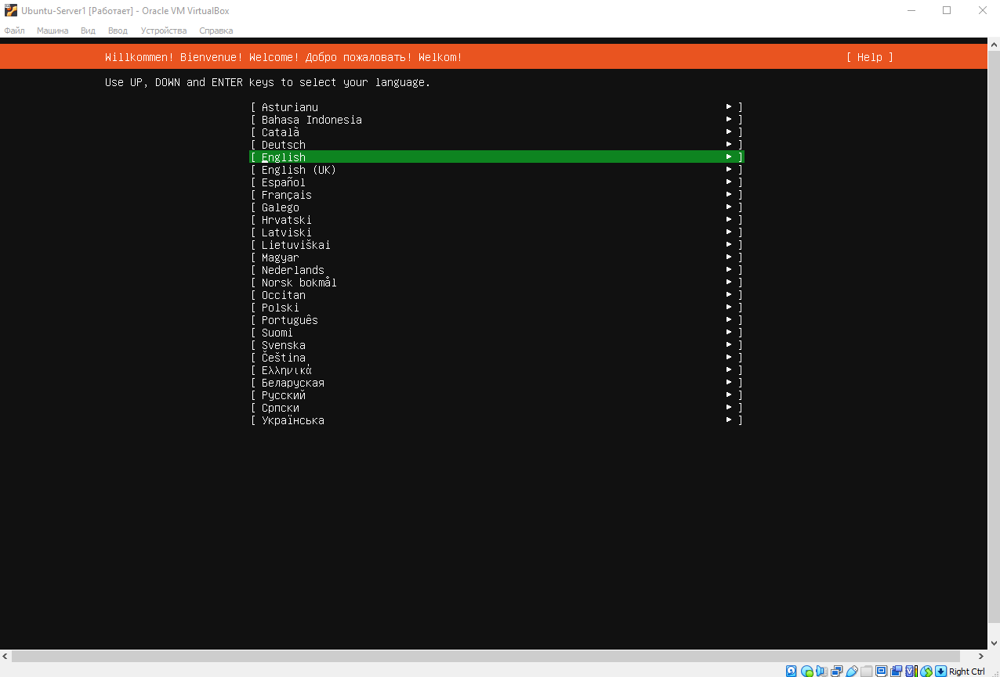 Ubuntu-Server1 [Работает] - Oracle VM VirtualBox
Файл Машина Вид Ввод Устройства Справка
Willkommen! Bienvenue! Welcome! Добро пожаловать! Welkom! [ Help ]
Use UP, DOWN and ENTER keys to select your language.
[ Asturianu ► ]
[ Bahasa Indonesia ► ]
[ Català ► ]
[ Deutsch ► ]
[ English ► ]
[ English (UK) ► ]
[ Español ► ]
[ Français ► ]
[ Galego ► ]
[ Hrvatski ► ]
[ Latviski ► ]
[ Lietuviškai ► ]
[ Magyar ► ]
[ Nederlands ► ]
[ Norsk bokmål ► ]
[ Occitan ► ]
[ Polski ► ]
[ Português ► ]
[ Suomi ► ]
[ Svenska ► ]
[ Čeština ► ]
[ Ελληνικά ► ]
[ Беларуская ► ]
[ Русский ► ]
[ Српски ► ]
[ Українська ► ]
Right Ctrl